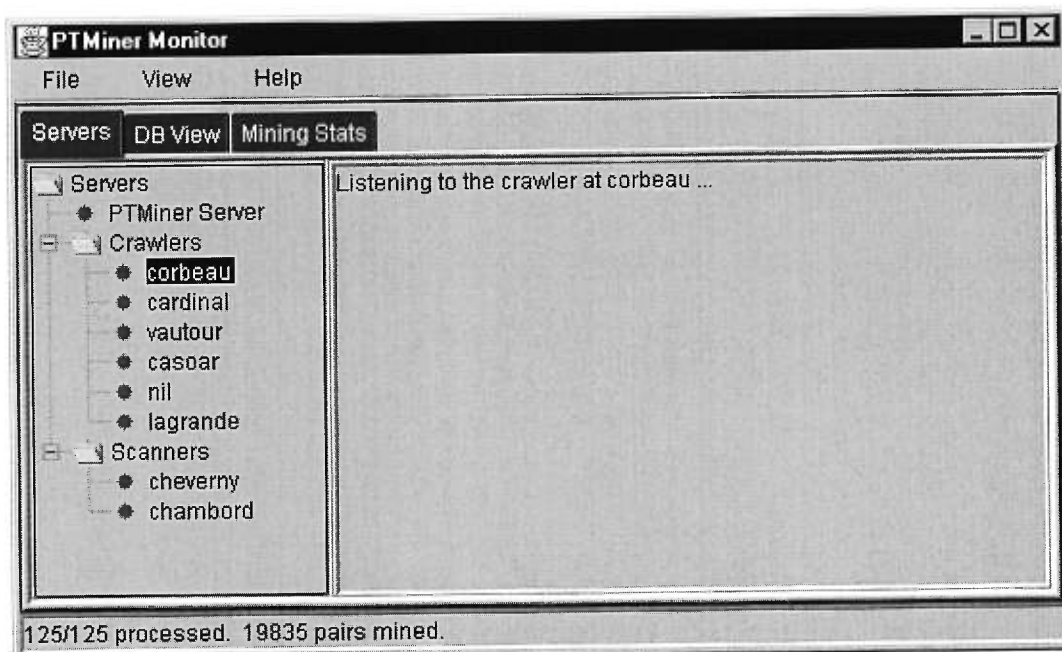 PTMiner Monitor
File View Help
Servers DB View Mining Stats
Servers
PTMiner Server
Crawlers
corbeau
cardinal
vautour
casoar
nil
lagrande
Scanners
cheverny
chambord
Listening to the crawler at corbeau ...
125/125 processed. 19835 pairs mined.